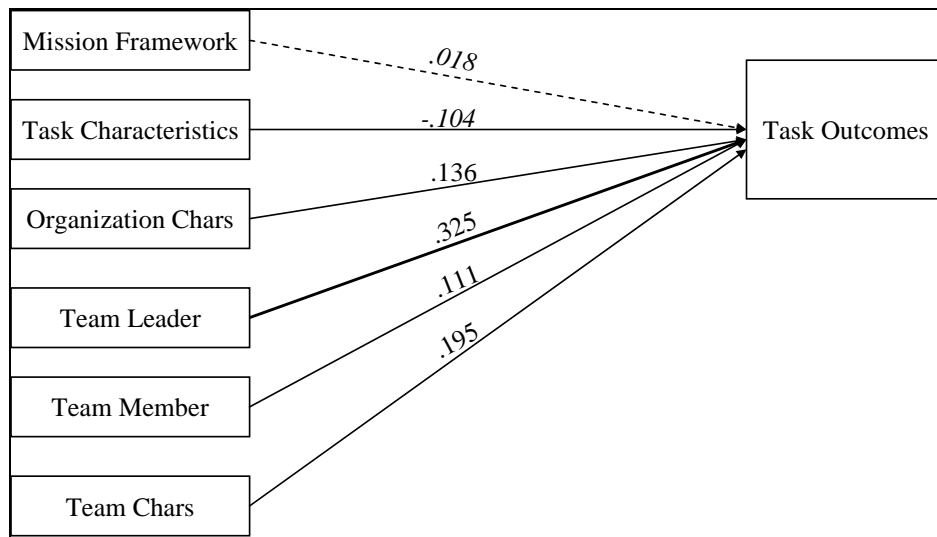 Mission Framework
.018
Task Characteristics
-.104
Task Outcomes
.136
Organization Chars
.325
Team Leader
.111
.195
Team Member
Team Chars